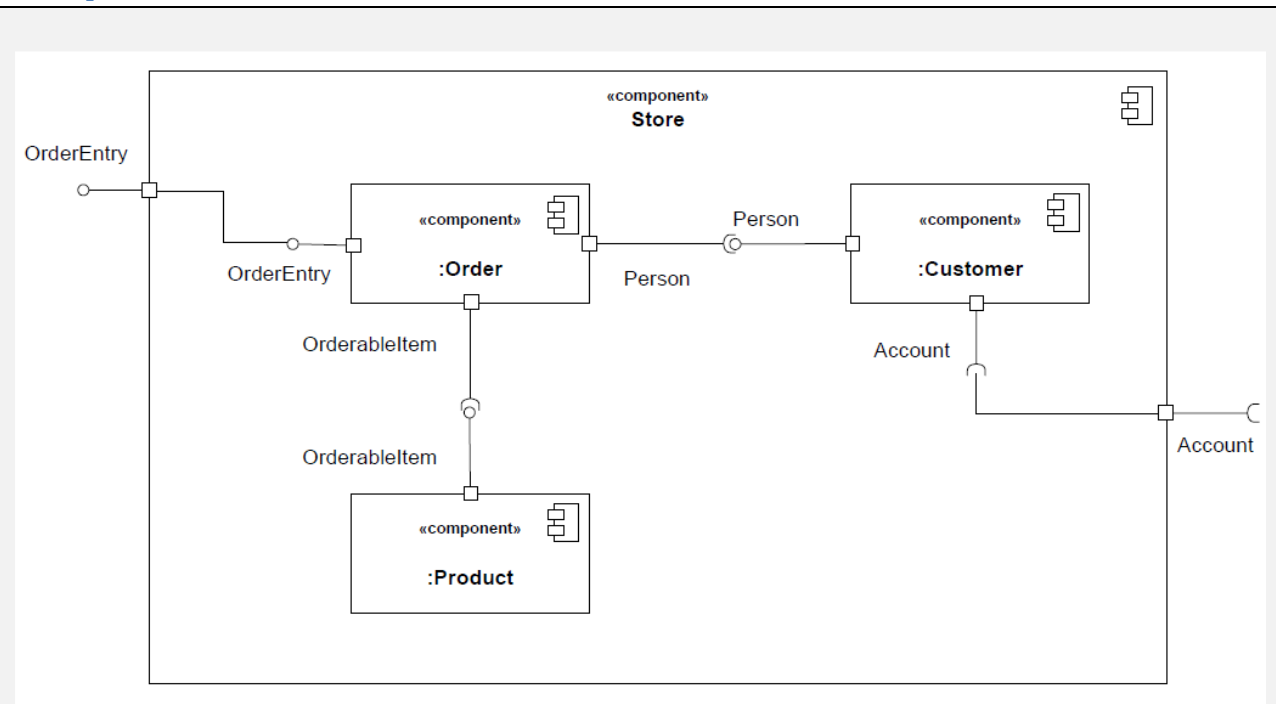 «component»
Store
OrderEntry
«component»
:Order
OrderEntry
Person
Person
«component»
:Customer
OrderableItem
Account
OrderableItem
Account
«component»
:Product